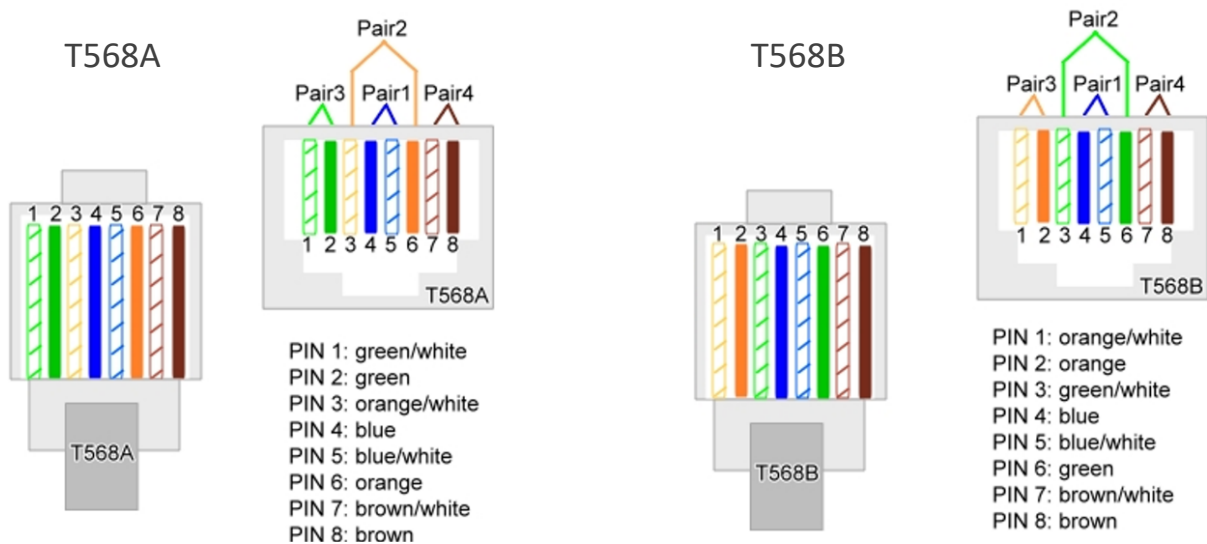 T568A
Pair2
Pair3 Pair1 Pair4
1 2 3 4 5 6 7 8
1 2 3 4 5 6 7 8
T568A
T568A
PIN 1: green/white
PIN 2: green
PIN 3: orange/white
PIN 4: blue
PIN 5: blue/white
PIN 6: orange
PIN 7: brown/white
PIN 8: brown
T568B
Pair2
Pair3 Pair1 Pair4
1 2 3 4 5 6 7 8
1 2 3 4 5 6 7 8
T568B
T568B
PIN 1: orange/white
PIN 2: orange
PIN 3: green/white
PIN 4: blue
PIN 5: blue/white
PIN 6: green
PIN 7: brown/white
PIN 8: brown